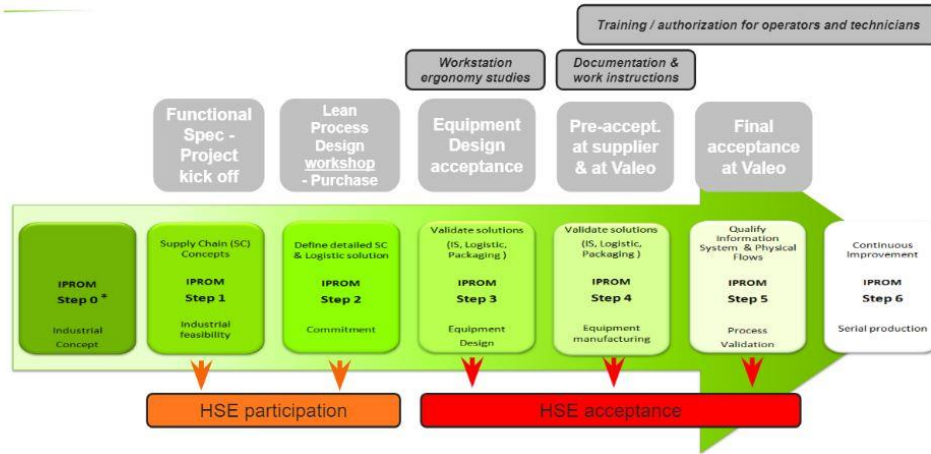 Training / authorization for operators and technicians
Workstation
ergonomy studies
Documentation &
work instructions
Functional
Spec -
Project
kick off
Lean
Process
Design
workshop
- Purchase
Equipment
Design
acceptance
Pre-accept.
at supplier
& at Valeo
Final
acceptance
at Valeo
IPROM
Step 0 *
Industrial
Concept
Supply Chain (SC)
Concepts
IPROM
Step 1
Industrial
feasibility
Define detailed SC
& Logistic solution
IPROM
Step 2
Commitment
Validate solutions
(IS, Logistic,
Packaging )
IPROM
Step 3
Equipment
Design
Validate solutions
(IS, Logistic,
Packaging )
IPROM
Step 4
Equipment
manufacturing
Qualify
Information
System & Physical
Flows
IPROM
Step 5
Process
Validation
Continuous
Improvement
IPROM
Step 6
Serial production
HSE participation
HSE acceptance